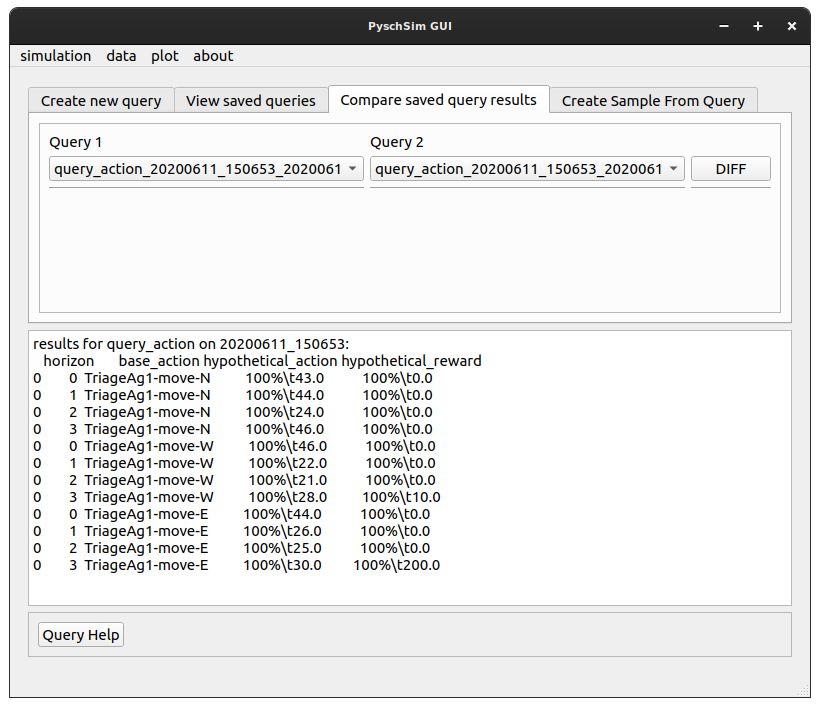 PyschSim GUI
simulation data plot about
Create new query View saved queries Compare saved query results Create Sample From Query
Query 1 Query 2
query_action_20200611_150653_2020061 query_action_20200611_150653_2020061 DIFF
results for query_action on 20200611_150653:
horizon base_action hypothetical_action hypothetical_reward
0 0 TriageAg1-move-N 100%\t43.0 100%\t0.0
0 1 TriageAg1-move-N 100%\t44.0 100%\t0.0
0 2 TriageAg1-move-N 100%\t24.0 100%\t0.0
0 3 TriageAg1-move-N 100%\t46.0 100%\t0.0
0 0 TriageAg1-move-W 100%\t46.0 100%\t0.0
0 1 TriageAg1-move-W 100%\t22.0 100%\t0.0
0 2 TriageAg1-move-W 100%\t21.0 100%\t0.0
0 3 TriageAg1-move-W 100%\t28.0 100%\t10.0
0 0 TriageAg1-move-E 100%\t44.0 100%\t0.0
0 1 TriageAg1-move-E 100%\t26.0 100%\t0.0
0 2 TriageAg1-move-E 100%\t25.0 100%\t0.0
0 3 TriageAg1-move-E 100%\t30.0 100%\t200.0
Query Help